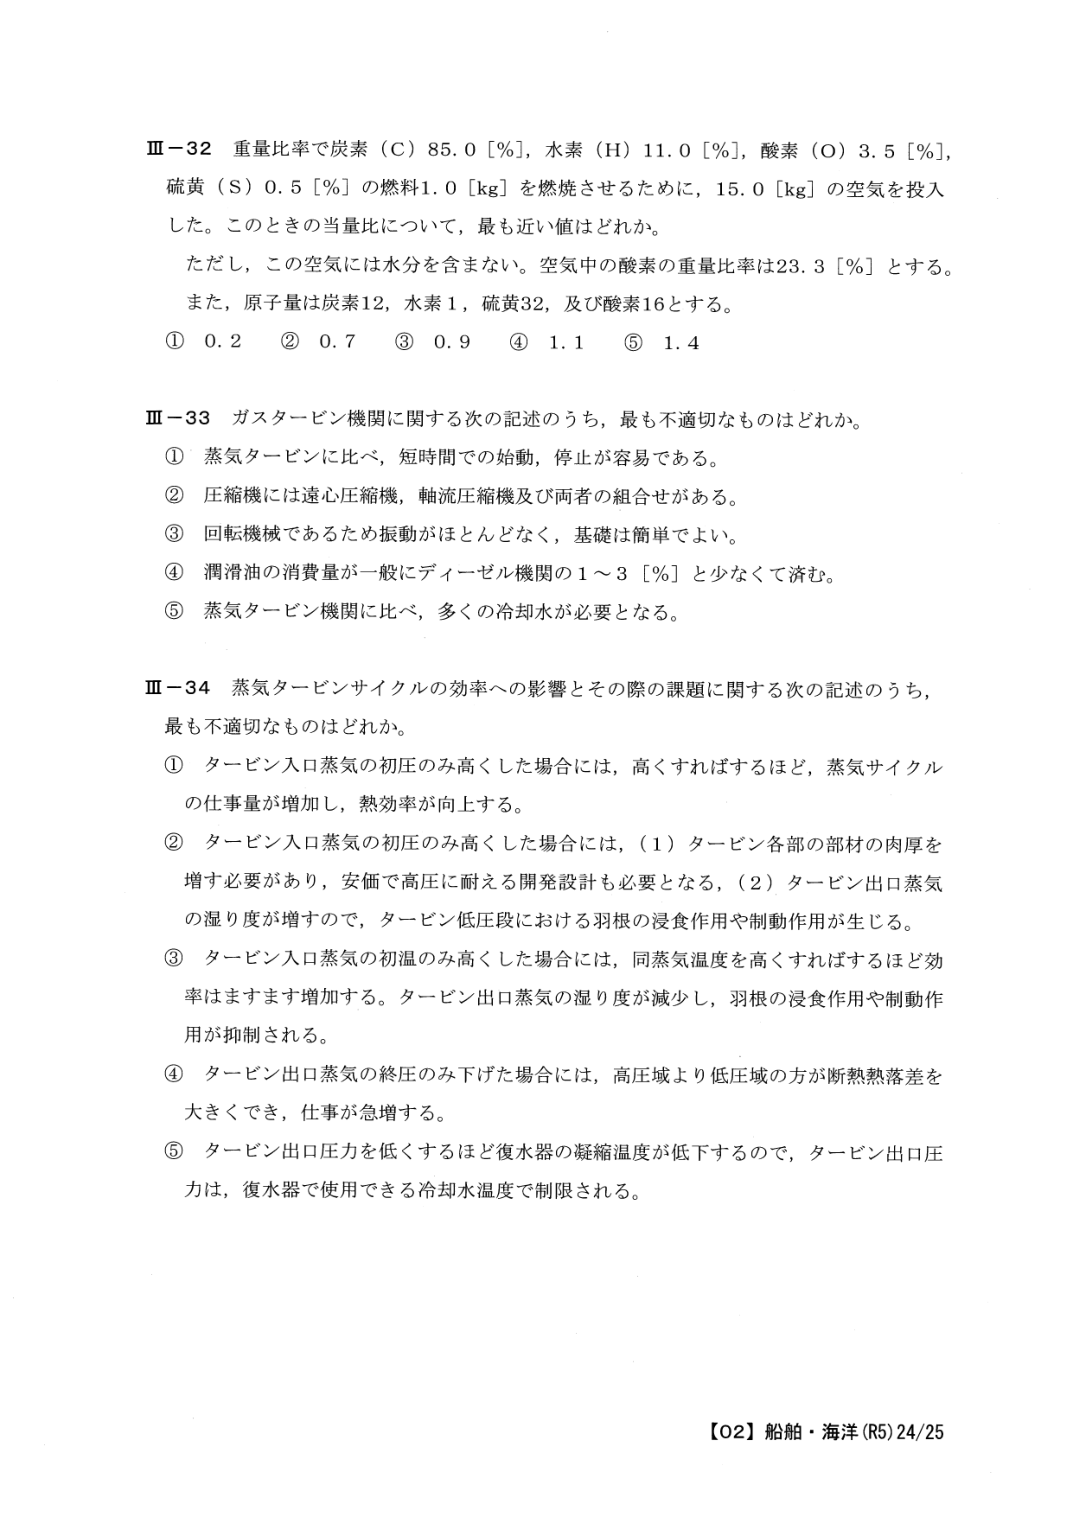 Ⅲ－32　重量比率で炭素（C）85.0［%］，水素（H）11.0［%］，酸素（O）3.5［%］，
硫黄（S）0.5［%］の燃料1.0［kg］を燃焼させるために，15.0［kg］の空気を投入
した。このときの当量比について，最も近い値はどれか。
ただし，この空気には水分を含まない。空気中の酸素の重量比率は23.3［%］とする。
また，原子量は炭素12，水素１，硫黄32，及び酸素16とする。
①　0.2　　②　0.7　　③　0.9　　④　1.1　　⑤　1.4
Ⅲ－33　ガスタービン機関に関する次の記述のうち，最も不適切なものはどれか。
①　蒸気タービンに比べ，短時間での始動，停止が容易である。
②　圧縮機には遠心圧縮機，軸流圧縮機及び両者の組合せがある。
③　回転機械であるため振動がほとんどなく，基礎は簡単でよい。
④　潤滑油の消費量が一般にディーゼル機関の１～３［%］と少なくて済む。
⑤　蒸気タービン機関に比べ，多くの冷却水が必要となる。
Ⅲ－34　蒸気タービンサイクルの効率への影響とその際の課題に関する次の記述のうち，
最も不適切なものはどれか。
①　タービン入口蒸気の初圧のみ高くした場合には，高くすればするほど，蒸気サイクル
の仕事量が増加し，熱効率が向上する。
②　タービン入口蒸気の初圧のみ高くした場合には，（１）タービン各部の部材の肉厚を
増す必要があり，安価で高圧に耐える開発設計も必要となる，（２）タービン出口蒸気
の湿り度が増すので，タービン低圧段における羽根の浸食作用や制動作用が生じる。
③　タービン入口蒸気の初温のみ高くした場合には，同蒸気温度を高くすればするほど効
率はますます増加する。タービン出口蒸気の湿り度が減少し，羽根の浸食作用や制動作
用が抑制される。
④　タービン出口蒸気の終圧のみ下げた場合には，高圧域より低圧域の方が断熱熱落差を
大きくでき，仕事が急増する。
⑤　タービン出口圧力を低くするほど復水器の凝縮温度が低下するので，タービン出口圧
力は，復水器で使用できる冷却水温度で制限される。
【02】船舶・海洋(R5)24/25